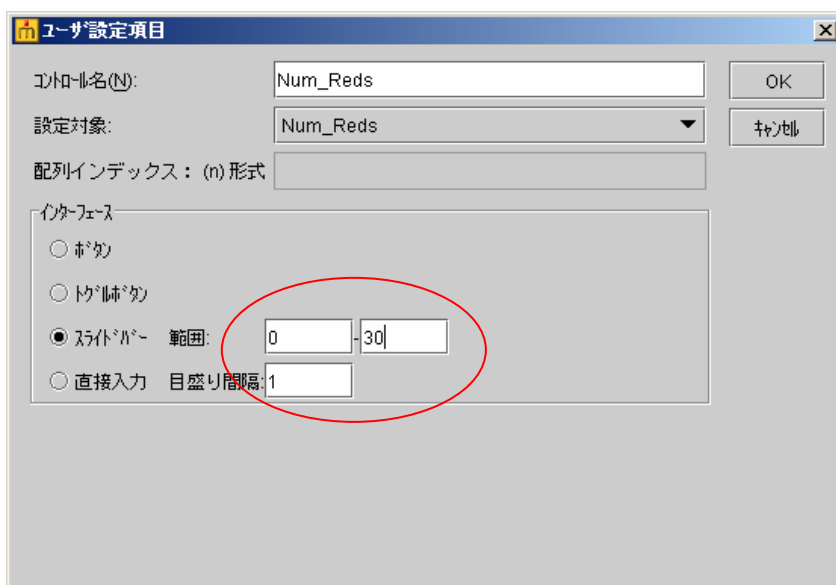 ユーザ設定項目
ｺﾝﾄﾛｰﾙ名(N): Num_Reds OK
設定対象: Num_Reds ｷｬﾝｾﾙ
配列インデックス：(n)形式
ｲﾝﾀｰﾌｪｰｽ
ﾎﾞﾀﾝ
ﾄｸﾞﾙﾎﾞﾀﾝ
ｽﾗｲﾄﾞﾊﾞｰ 範囲: 0 - 30
直接入力 目盛り間隔: 1